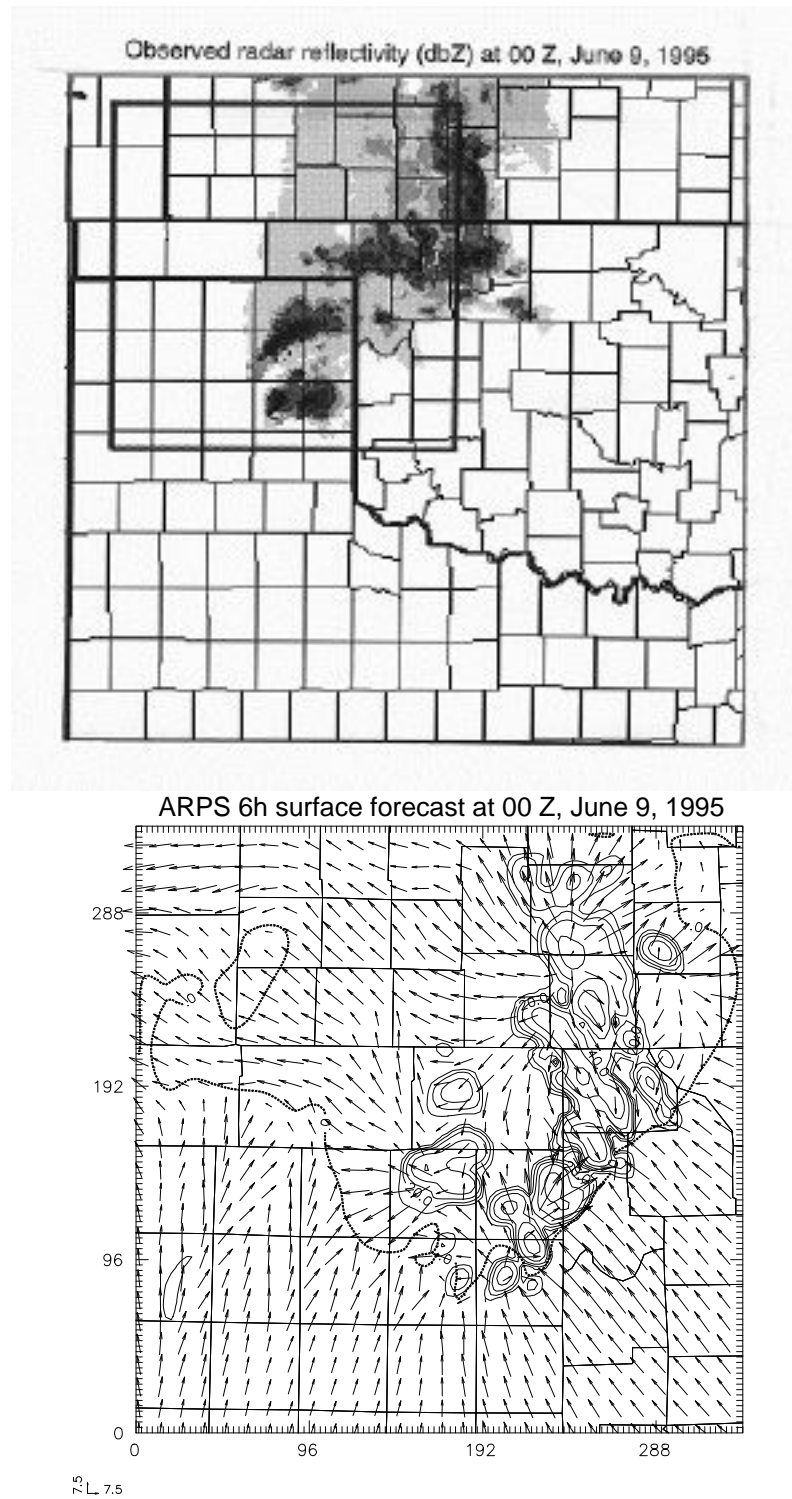 Observed radar reflectivity (dbZ) at 00 Z, June 9, 1995
ARPS 6h surface forecast at 00 Z, June 9, 1995
288
192
96
0
0 96 192 288
7.5
7.5